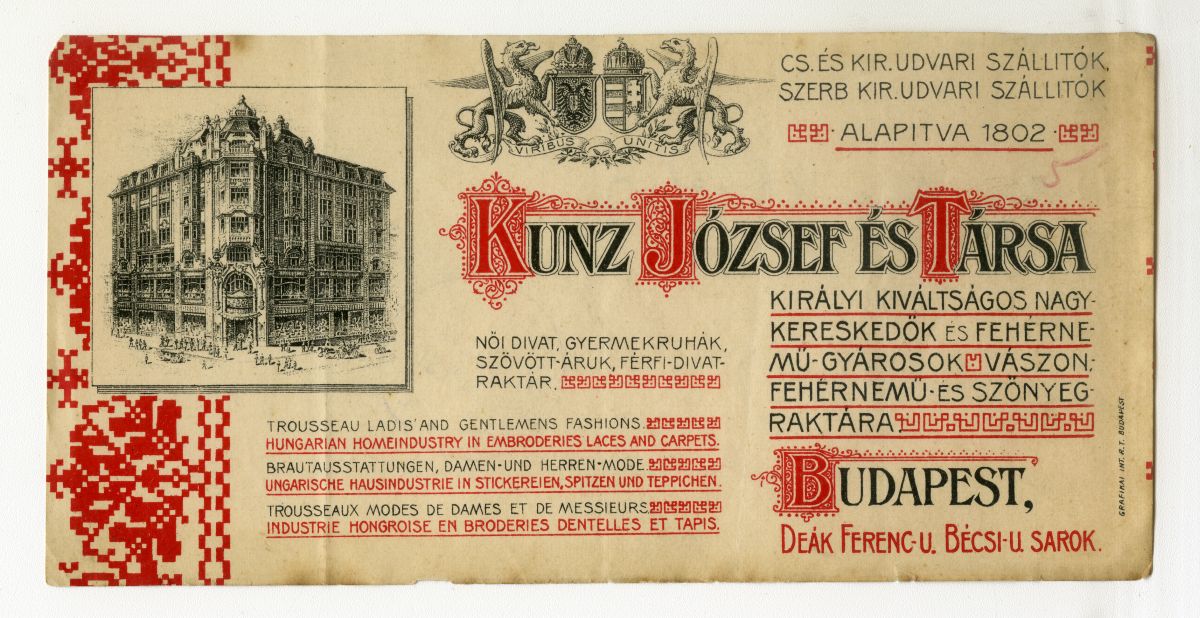 VIRIBUS UNITIS
CS. ÉS KIR. UDVARI SZÁLLITÓK,
SZERB KIR. UDVARI SZÁLLITÓK
ALAPITVA 1802
KUNZ JÓZSEF ÉS TÁRSA
KIRÁLYI KIVÁLTSÁGOS NAGY-
KERESKEDŐK ÉS FEHÉRNE-
MŰ-GYÁROSOK VÁSZON-
FEHÉRNEMŰ-ÉS SZŐNYEG-
RAKTÁRA.
NŐI DIVAT, GYERMEKRUHÁK,
SZÖVÖTT-ÁRUK, FÉRFI-DIVAT-
RAKTÁR.
TROUSSEAU LADIS' AND GENTLEMENS FASHIONS.
HUNGARIAN HOMEINDUSTRY IN EMBRODERIES LACES AND CARPETS.
BRAUTAUSSTATTUNGEN, DAMEN-UND HERREN-MODE.
UNGARISCHE HAUSINDUSTRIE IN STICKEREIEN, SPITZEN UND TEPPICHEN.
TROUSSEAUX MODES DE DAMES ET DE MESSIEURS.
INDUSTRIE HONGROISE EN BRODERIES DENTELLES ET TAPIS.
BUDAPEST,
DEÁK FERENC-U. BÉCSI-U. SAROK.
GRAFIKAI INT. R. T. BUDAPEST